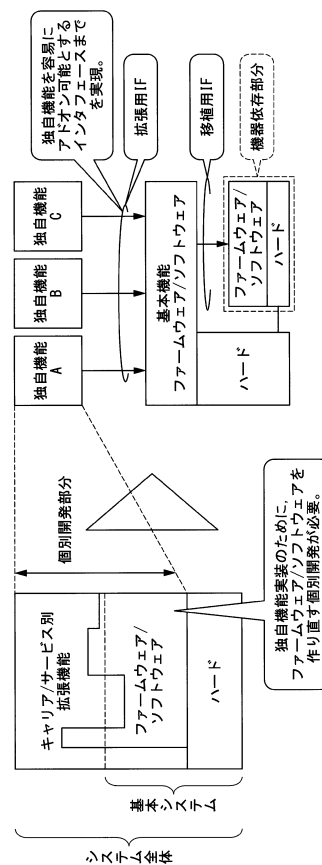 システム全体
基本システム
キャリア/サービス別
拡張機能
ファームウェア/
ソフトウェア
ハード
個別開発部分
独自機能実装のために、
ファームウェア/ソフトウェアを
作り直す個別開発が必要。
独自機能
A
独自機能
B
独自機能
C
独自機能を容易に
アドオン可能とする
インタフェースまで
を実現。
拡張用IF
基本機能
ファームウェア/ソフトウェア
移植用IF
ハード
ファームウェア/
ソフトウェア
ハード
機器依存部分